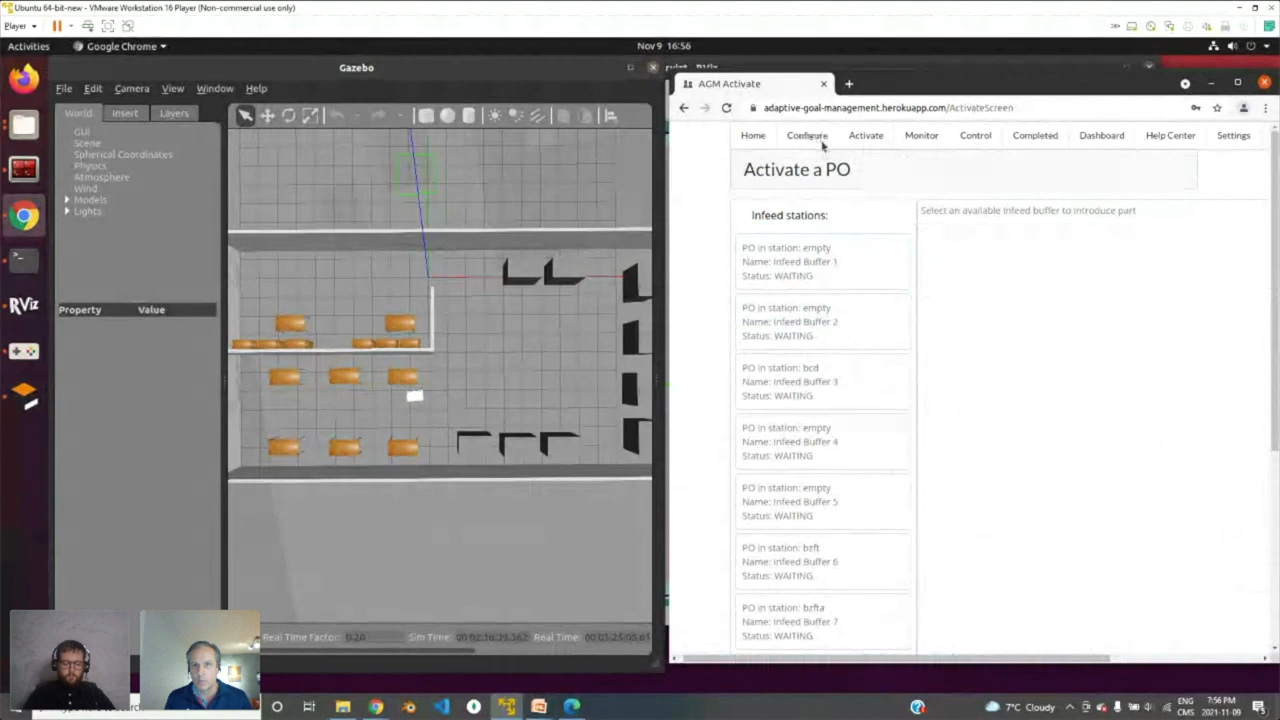 Ubuntu 64-bit-new - VMware Workstation 16 Player (Non-commercial use only)
Player
Activities
Google Chrome
Nov 9 16:56
Gazebo
File Edit Camera View Window Help
World Insert Layers
GUI
Scene
Spherical Coordinates
Physics
Atmosphere
Wind
Models
Lights
Property Value
RViz
Real Time Factor: 0.20 Sim Time: Real Time:
AGM Activate
adaptive-goal-management.herokuapp.com/ActivateScreen
Home Configure Activate Monitor Control Completed Dashboard Help Center Settings
Activate a PO
Infeed stations:
Select an available infeed buffer to introduce part
PO in station: empty
Name: Infeed Buffer 1
Status: WAITING
PO in station: empty
Name: Infeed Buffer 2
Status: WAITING
PO in station: bcd
Name: Infeed Buffer 3
Status: WAITING
PO in station: empty
Name: Infeed Buffer 4
Status: WAITING
PO in station: empty
Name: Infeed Buffer 5
Status: WAITING
PO in station: bzft
Name: Infeed Buffer 6
Status: WAITING
PO in station: bzfta
Name: Infeed Buffer 7
Status: WAITING
7°C Cloudy
ENG
CMS
7:56 PM
2021-11-09